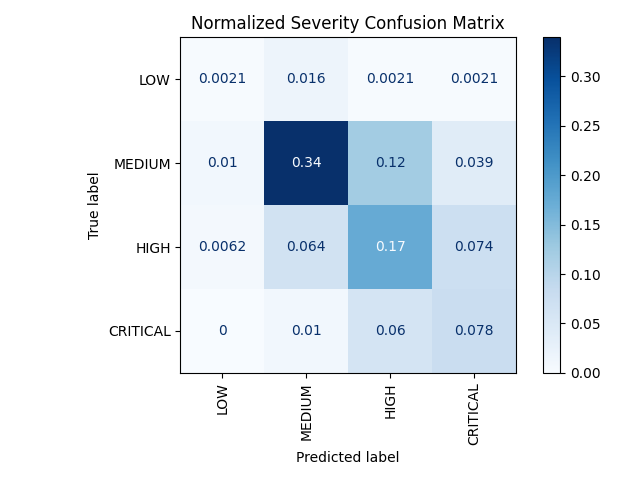 Normalized Severity Confusion Matrix
LOW 0.0021 0.016 0.0021 0.0021
MEDIUM 0.01 0.34 0.12 0.039
HIGH 0.0062 0.064 0.17 0.074
CRITICAL 0 0.01 0.06 0.078
True label
LOW MEDIUM HIGH CRITICAL
Predicted label
0.30
0.25
0.20
0.15
0.10
0.05
0.00